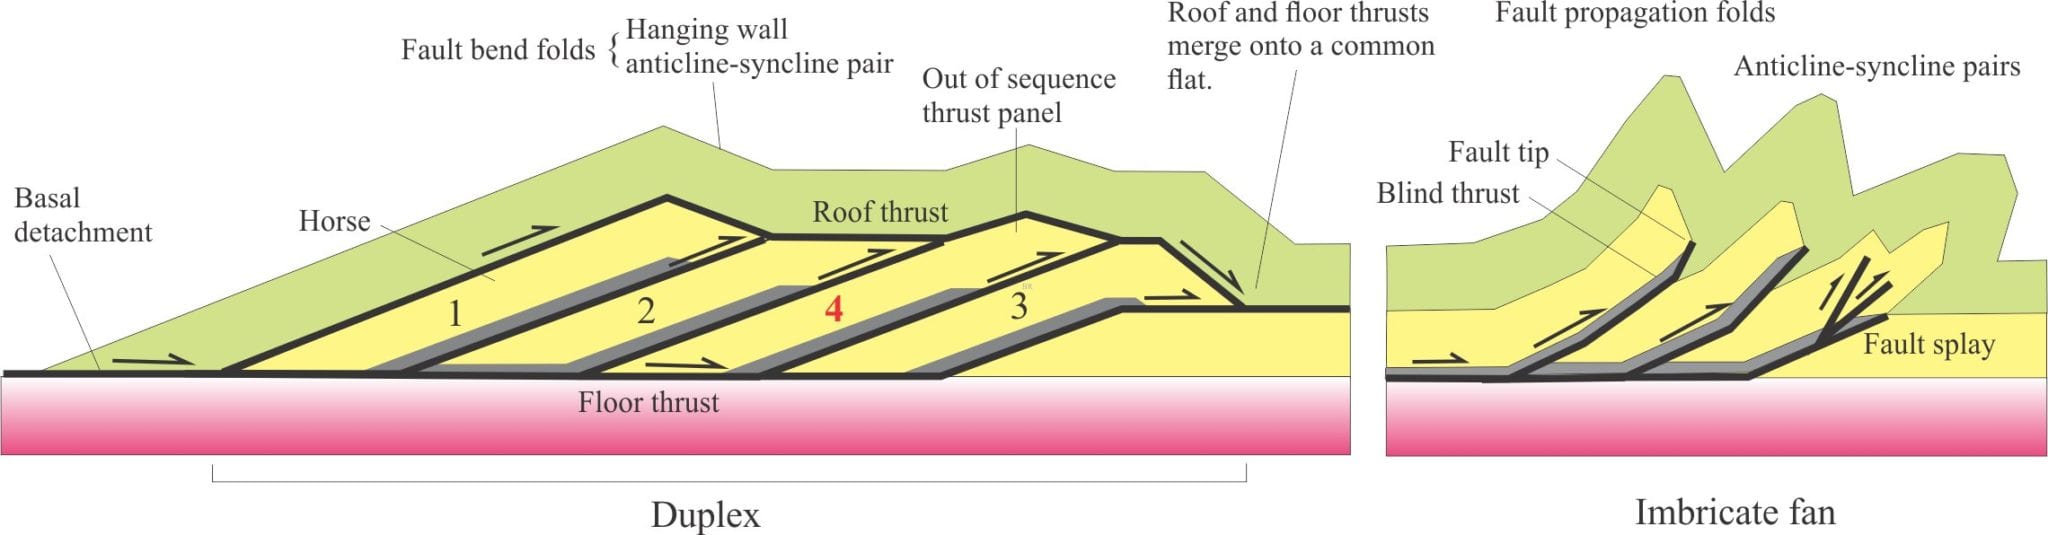 Fault bend folds { Hanging wall
anticline-syncline pair
Out of sequence
thrust panel
Roof and floor thrusts
merge onto a common
flat.
Basal
detachment
Horse
Roof thrust
1
2
4
3
Floor thrust
Duplex
Fault propagation folds
Anticline-syncline pairs
Fault tip
Blind thrust
Fault splay
Imbricate fan